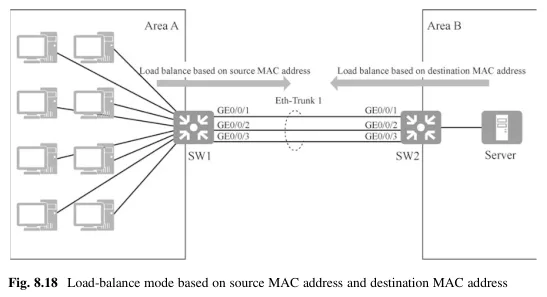 Area A
Area B
Load balance based on source MAC address
Load balance based on destination MAC address
Eth-Trunk 1
GE0/0/1
GE0/0/1
GE0/0/2
GE0/0/2
GE0/0/3
GE0/0/3
SW1
SW2
Server
Fig. 8.18 Load-balance mode based on source MAC address and destination MAC address